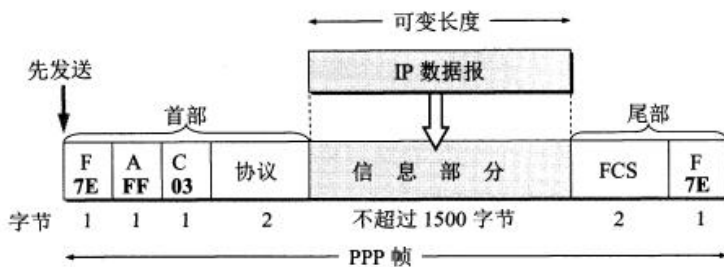 可变长度
IP 数据报
先发送
首部
尾部
F A C 协议 信息部分 FCS F
7E FF 03 7E
字节 1 1 1 2 不超过 1500 字节 2 1
PPP 帧